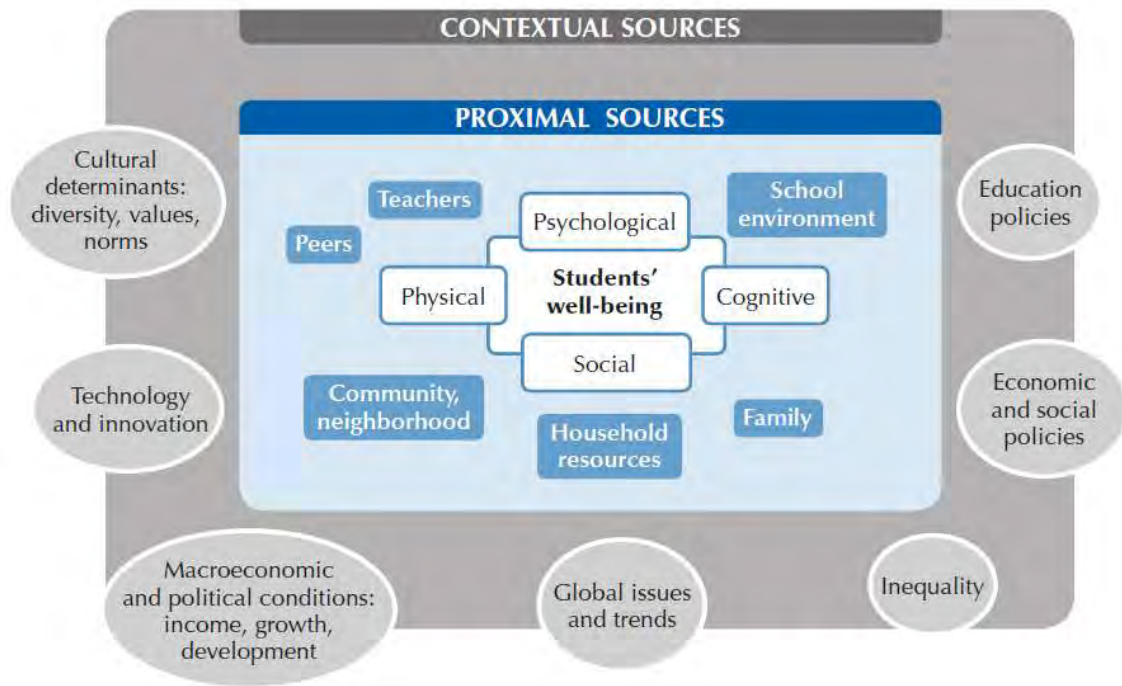 CONTEXTUAL SOURCES
PROXIMAL SOURCES
Cultural
determinants:
diversity, values,
norms
Teachers
Peers
Psychological
School
environment
Education
policies
Physical
Students’
well-being
Cognitive
Social
Technology
and innovation
Community,
neighborhood
Household
resources
Family
Economic
and social
policies
Macroeconomic
and political conditions:
income, growth,
development
Global issues
and trends
Inequality